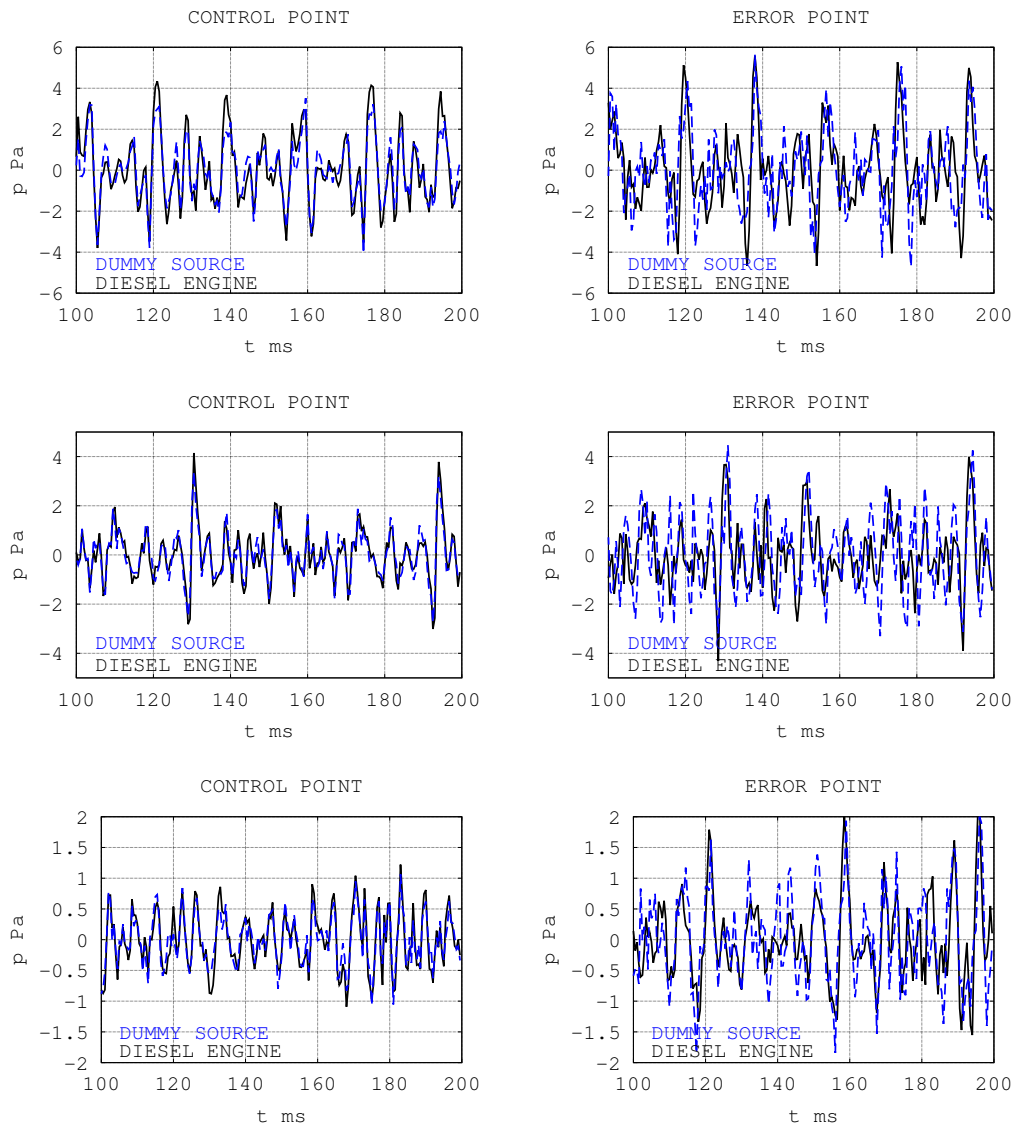 CONTROL POINT
6
4
2
0
−2
−4
−6
p Pa
DUMMY SOURCE
DIESEL ENGINE
100 120 140 160 180 200
t ms
ERROR POINT
6
4
2
0
−2
−4
−6
p Pa
DUMMY SOURCE
DIESEL ENGINE
100 120 140 160 180 200
t ms
CONTROL POINT
4
2
0
−2
−4
p Pa
DUMMY SOURCE
DIESEL ENGINE
100 120 140 160 180 200
t ms
ERROR POINT
4
2
0
−2
−4
p Pa
DUMMY SOURCE
DIESEL ENGINE
100 120 140 160 180 200
t ms
CONTROL POINT
2
1.5
1
0.5
0
−0.5
−1
−1.5
−2
p Pa
DUMMY SOURCE
DIESEL ENGINE
100 120 140 160 180 200
t ms
ERROR POINT
2
1.5
1
0.5
0
−0.5
−1
−1.5
−2
p Pa
DUMMY SOURCE
DIESEL ENGINE
100 120 140 160 180 200
t ms